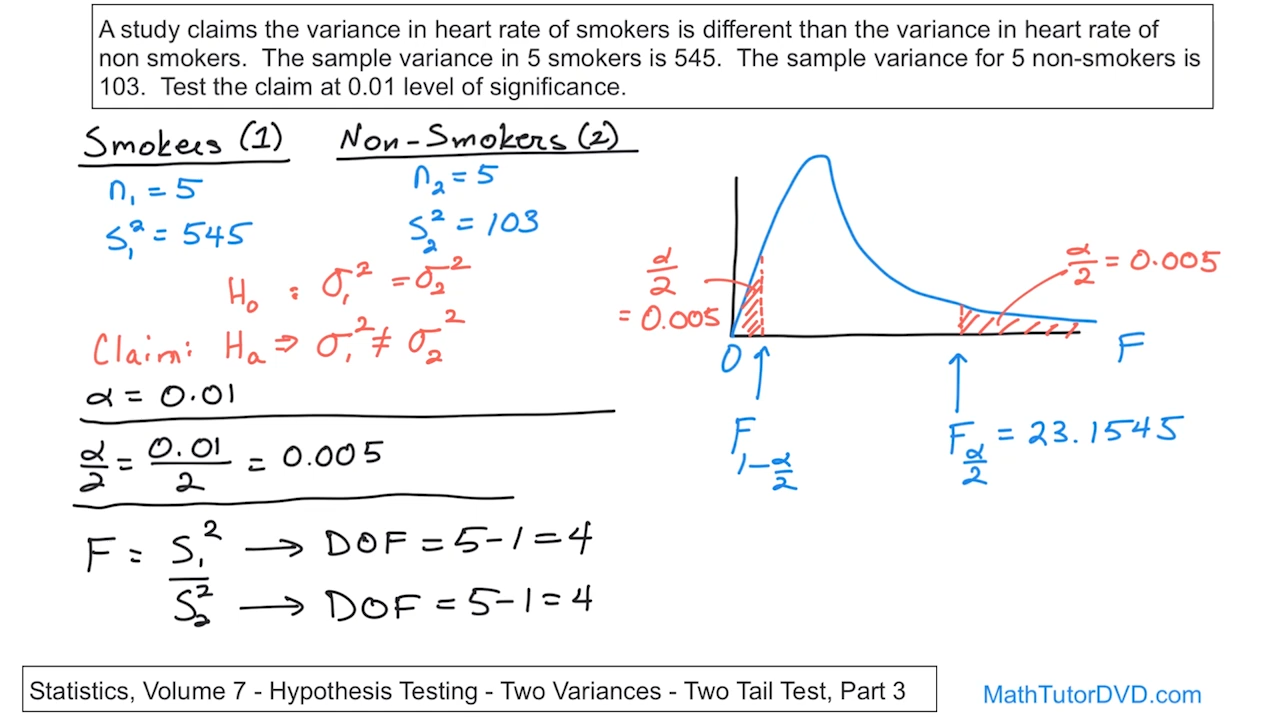 A study claims the variance in heart rate of smokers is different than the variance in heart rate of
non smokers. The sample variance in 5 smokers is 545. The sample variance for 5 non-smokers is
103. Test the claim at 0.01 level of significance.
Smokers (1)
n₁ = 5
S₁² = 545
Non-Smokers (2)
n₂ = 5
S₂² = 103
H₀ : σ₁² = σ₂²
Claim: Hₐ ⇒ σ₁² ≠ σ₂²
α = 0.01
α/2 = 0.01/2 = 0.005
F = S₁²/S₂²
S₁² → DOF = 5-1 = 4
S₂² → DOF = 5-1 = 4
α/2 = 0.005
α/2 = 0.005
0
F
F₁₋α/2
Fα/2 = 23.1545
Statistics, Volume 7 - Hypothesis Testing - Two Variances - Two Tail Test, Part 3
MathTutorDVD.com